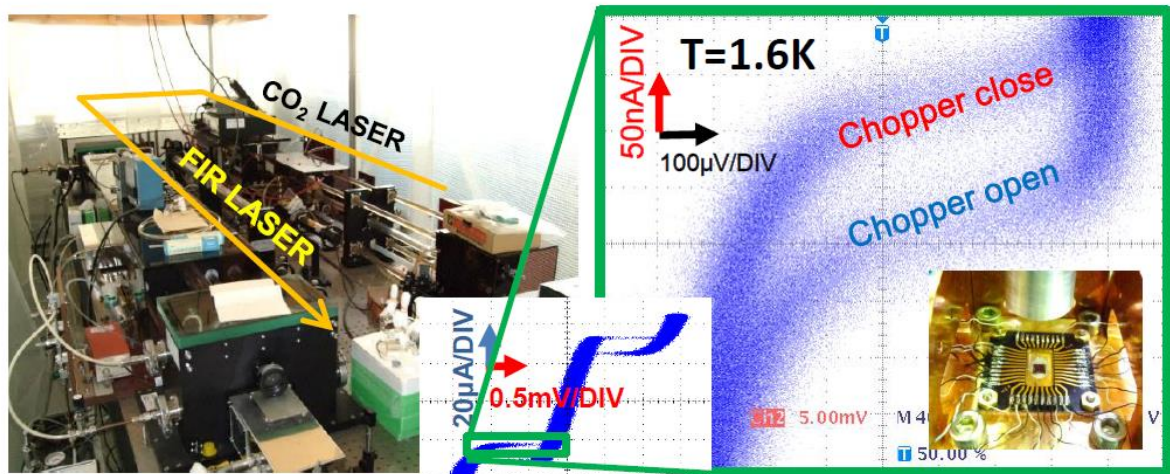 CO₂ LASER
FIR LASER
20µA/DIV
0.5mV/DIV
T
T=1.6K
50nA/DIV
100µV/DIV
Chopper close
Chopper open
Ch2 5.00mV M 4
T 50.00 %
V